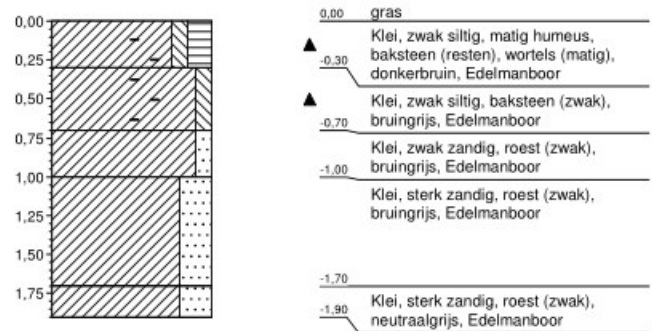 0,00
0,25
0,50
0,75
1,00
1,25
1,50
1,75
0,00 gras
Klei, zwak siltig, matig humeus,
baksteen (resten), wortels (matig),
donkerbruin, Edelmanboor
-0,30
Klei, zwak siltig, baksteen (zwak),
bruingrijs, Edelmanboor
-0,70
Klei, zwak zandig, roest (zwak),
bruingrijs, Edelmanboor
-1,00
Klei, sterk zandig, roest (zwak),
bruingrijs, Edelmanboor
-1,70
Klei, sterk zandig, roest (zwak),
neutraalgrijs, Edelmanboor
-1,90